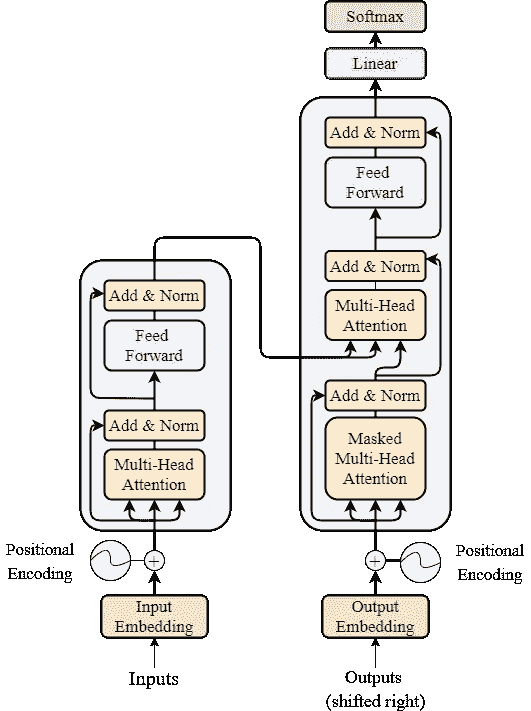 Softmax
Linear
Add & Norm
Feed
Forward
Add & Norm
Multi-Head
Attention
Add & Norm
Masked
Multi-Head
Attention
Add & Norm
Feed
Forward
Add & Norm
Multi-Head
Attention
Positional
Encoding
+
+
Positional
Encoding
Input
Embedding
Output
Embedding
Inputs
Outputs
(shifted right)